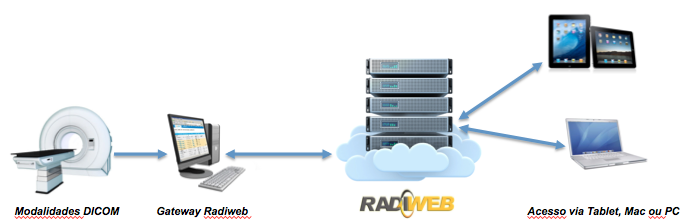 Modalidades DICOM
Gateway Radiweb
RADIWEB
Acesso via Tablet, Mac ou PC